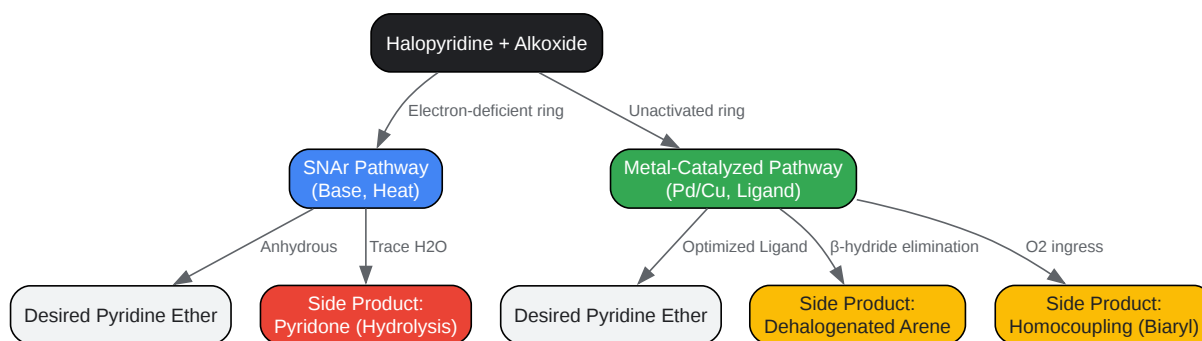 Halopyridine + Alkoxide
Electron-deficient ring
Unactivated ring
SNAr Pathway
(Base, Heat)
Metal-Catalyzed Pathway
(Pd/Cu, Ligand)
Anhydrous
Trace H2O
Optimized Ligand
β-hydride elimination
O2 ingress
Desired Pyridine Ether
Side Product:
Pyridone (Hydrolysis)
Desired Pyridine Ether
Side Product:
Dehalogenated Arene
Side Product:
Homocoupling (Biaryl)